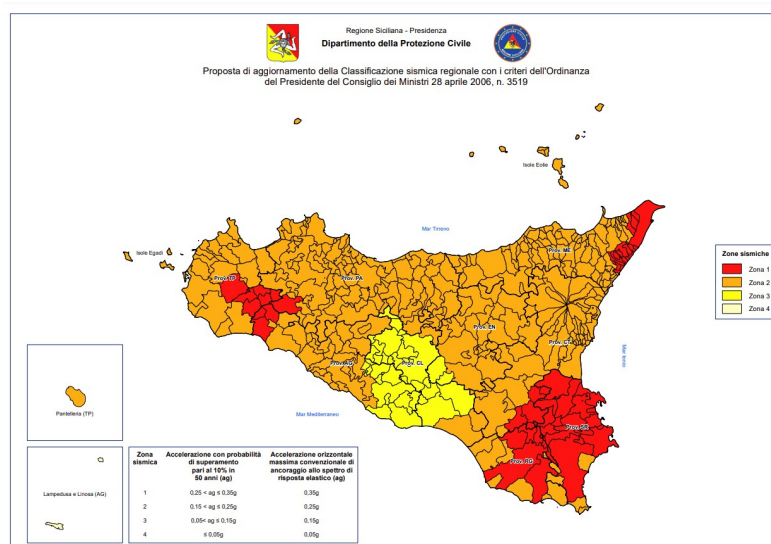 Regione Siciliana - Presidenza
Dipartimento della Protezione Civile
Proposta di aggiornamento della Classificazione sismica regionale con i criteri dell'Ordinanza
del Presidente del Consiglio dei Ministri 28 aprile 2006, n. 3519
Isole Eolie
Mar Tirreno
Isole Egadi
Prov. ME
Prov. TP
Prov. PA
Zone sismiche
Zona 1
Zona 2
Zona 3
Zona 4
Prov. EN
Prov. CT
Mar Ionio
Prov. AG
Prov. CL
Pantelleria (TP)
Mar Mediterraneo
Prov. SR
Prov. RG
Lampedusa e Linosa (AG)
Zona sismica
Accelerazione con probabilità di superamento pari al 10% in 50 anni (ag)
Accelerazione orizzontale massima convenzionale di ancoraggio allo spettro di risposta elastico (ag)
1 0,25 < ag ≤ 0,35g 0,35g
2 0,15 < ag ≤ 0,25g 0,25g
3 0,05< ag ≤ 0,15g 0,15g
4 ≤ 0,05g 0,05g